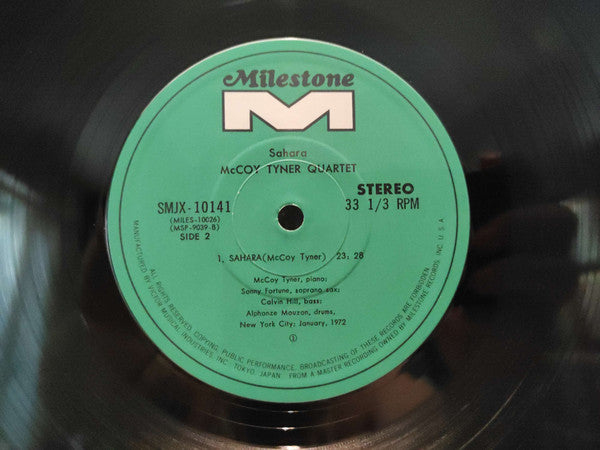 Milestone
M
Sahara
McCOY TYNER QUARTET
STEREO
SMJX-10141
33 1/3 RPM
(MILES-10026)
(MSP-9039-B)
SIDE 2
1. SAHARA(McCoy Tyner) 23:28
McCoy Tyner, piano;
Sonny Fortune, soprano sax;
Calvin Hill, bass;
Alphonze Mouzon, drums,
New York City; January, 1972
③
MANUFACTURED BY VICTOR MUSICAL INDUSTRIES, INC. TOKYO, JAPAN. FROM A MASTER RECORDING OWNED BY MILESTONE RECORDS INC. U.S.A.
ALL RIGHTS RESERVED. COPYING, PUBLIC PERFORMANCE, BROADCASTING OF THESE RECORDS ARE FORBIDDEN